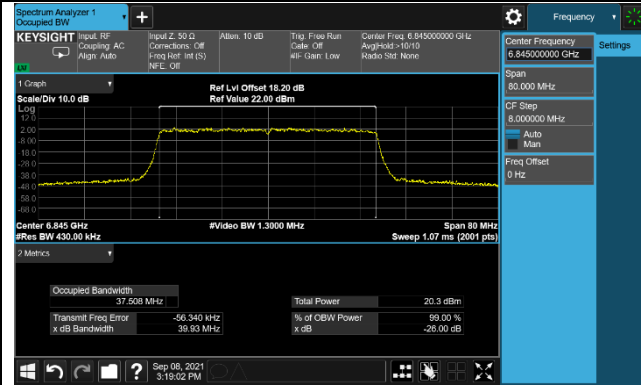 Spectrum Analyzer 1
Occupied BW
+
Frequency
KEYSIGHT
Input: RF
Coupling: AC
Align: Auto
Input Z: 50 Ω
Corrections: Off
Freq Ref: Int (S)
NFE: Off
Atten: 10 dB
Trig: Free Run
Gate: Off
#IF Gain: Low
Center Freq: 6.845000000 GHz
Avg|Hold:>10/10
Radio Std: None
LXI
Center Frequency
6.845000000 GHz
Settings
Span
80.000 MHz
CF Step
8.000000 MHz
Auto
Man
Freq Offset
0 Hz
1 Graph
Scale/Div 10.0 dB
Ref Lvl Offset 18.20 dB
Ref Value 22.00 dBm
Log
12.0
2.00
-8.00
-18.0
-28.0
-38.0
-48.0
-58.0
-68.0
Center 6.845 GHz
#Video BW 1.3000 MHz
Span 80 MHz
#Res BW 430.00 kHz
Sweep 1.07 ms (2001 pts)
2 Metrics
Occupied Bandwidth
37.508 MHz
Total Power
20.3 dBm
Transmit Freq Error
-56.340 kHz
% of OBW Power
99.00 %
x dB Bandwidth
39.93 MHz
x dB
-26.00 dB
?
Sep 08, 2021
3:19:02 PM